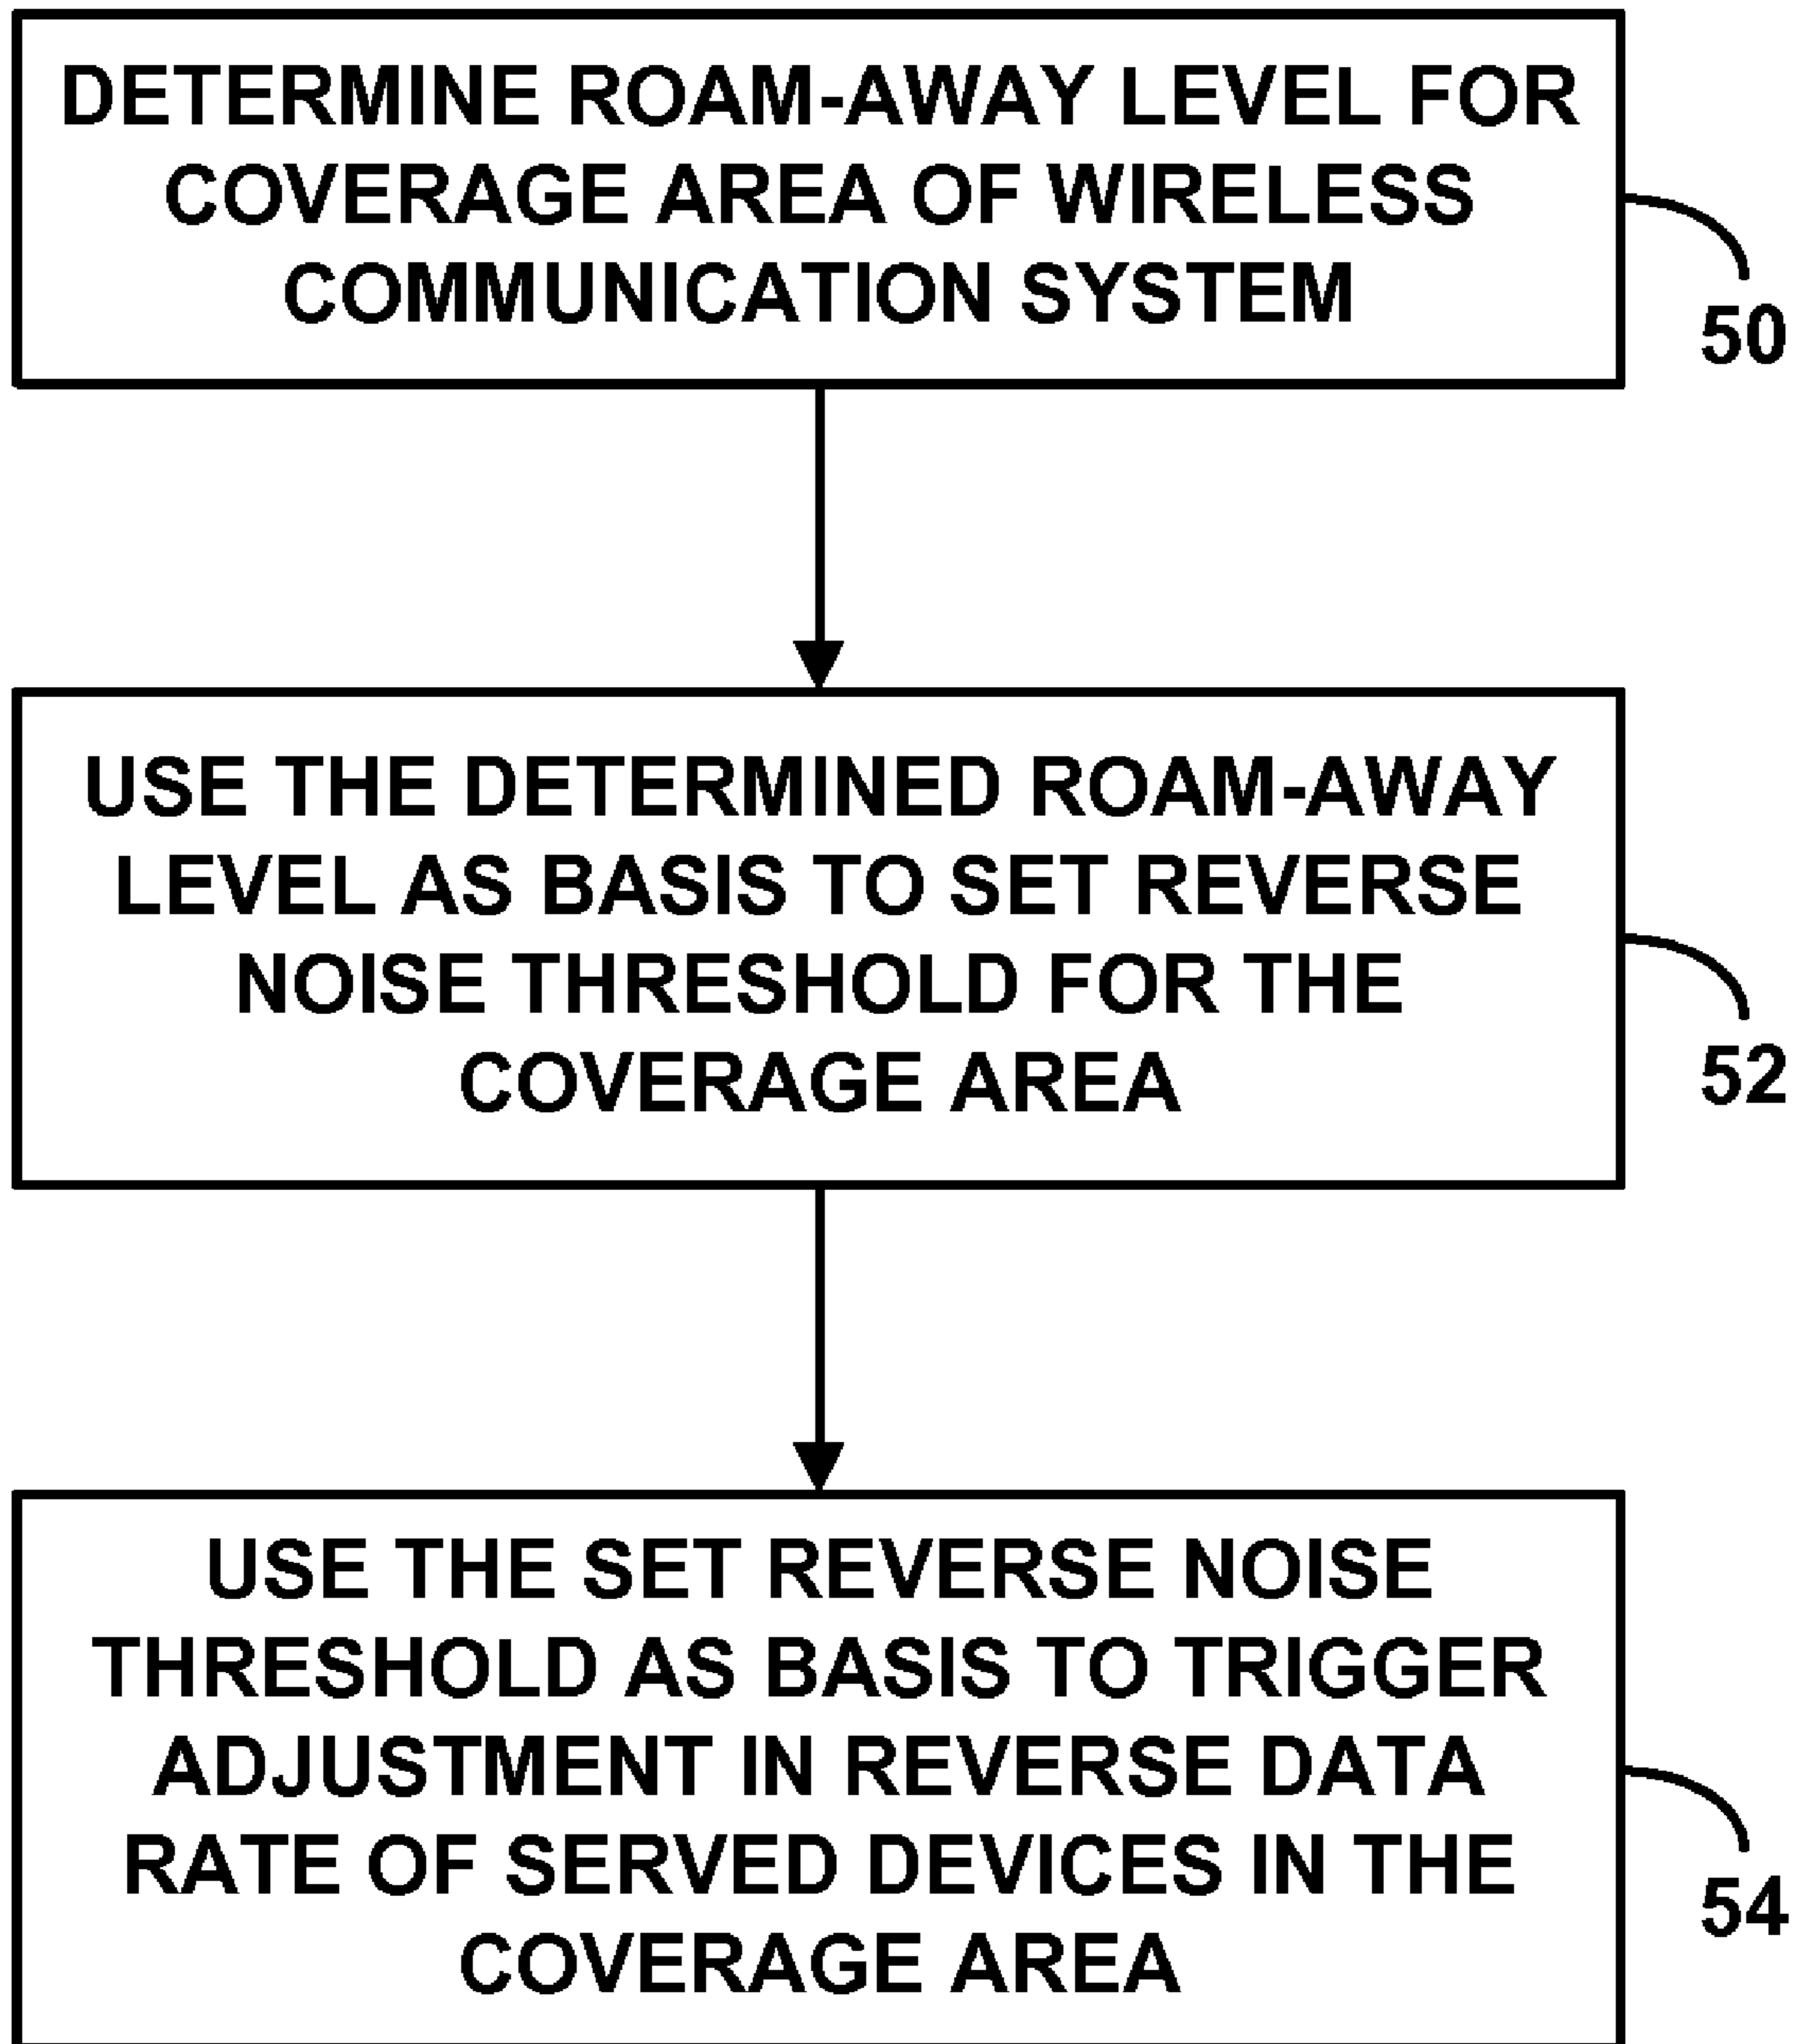 DETERMINE ROAM-AWAY LEVEL FOR
COVERAGE AREA OF WIRELESS
COMMUNICATION SYSTEM
50
USE THE DETERMINED ROAM-AWAY
LEVEL AS BASIS TO SET REVERSE
NOISE THRESHOLD FOR THE
COVERAGE AREA
52
USE THE SET REVERSE NOISE
THRESHOLD AS BASIS TO TRIGGER
ADJUSTMENT IN REVERSE DATA
RATE OF SERVED DEVICES IN THE
COVERAGE AREA
54